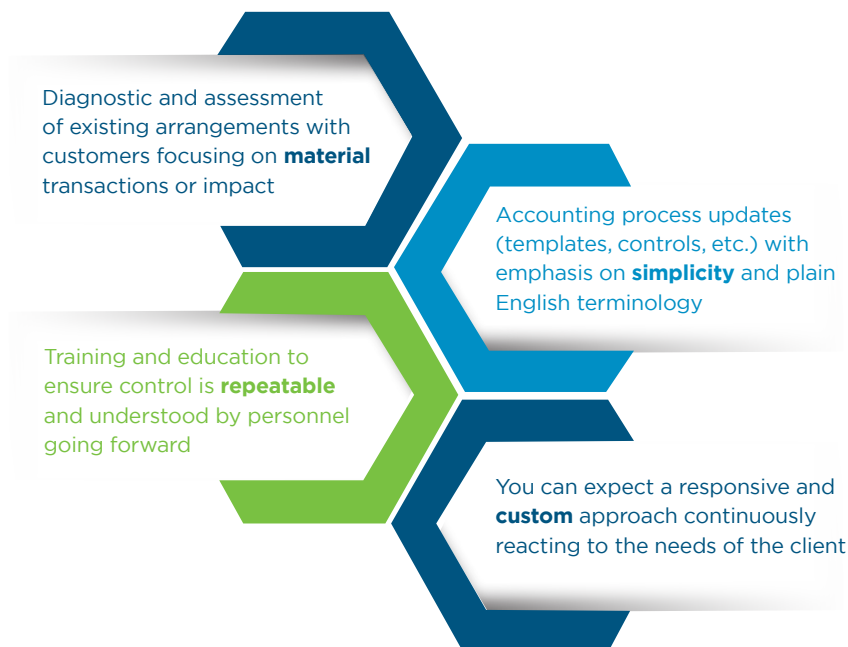 Diagnostic and assessment
of existing arrangements with
customers focusing on material
transactions or impact
Accounting process updates
(templates, controls, etc.) with
emphasis on simplicity and plain
English terminology
Training and education to
ensure control is repeatable
and understood by personnel
going forward
You can expect a responsive and
custom approach continuously
reacting to the needs of the client